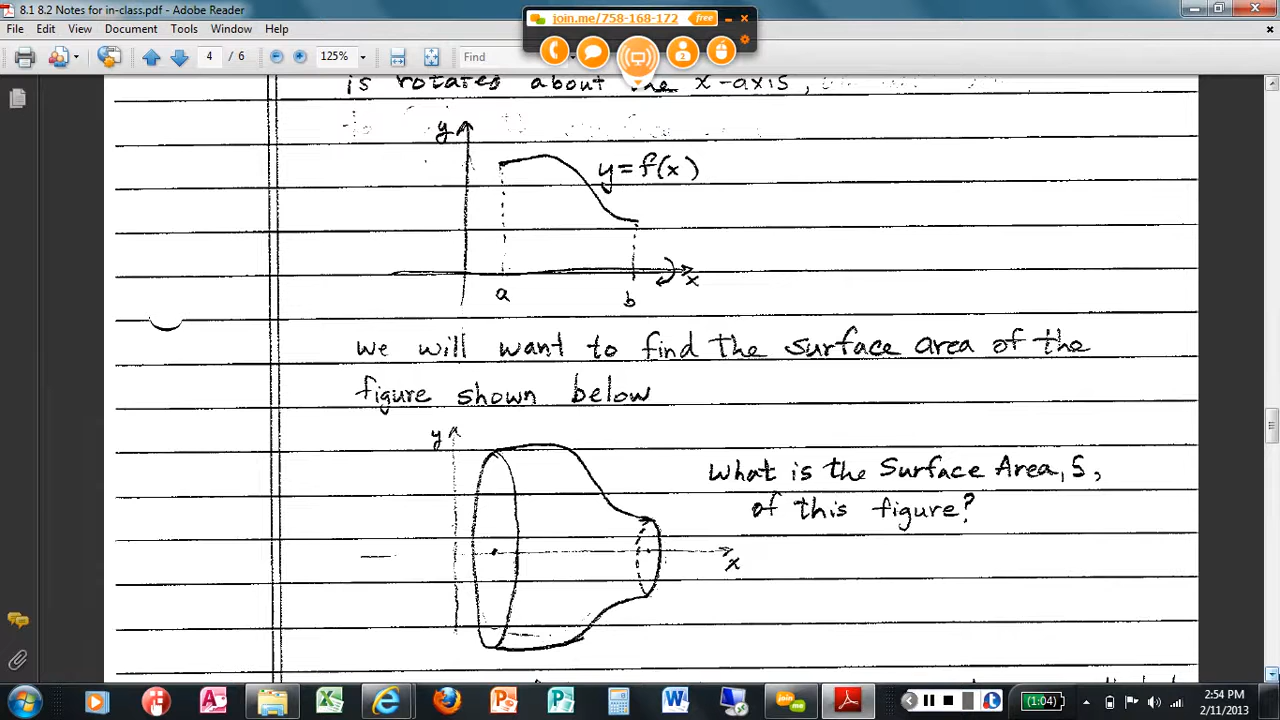 8.1 8.2 Notes for in-class.pdf - Adobe Reader
join.me/758-168-172 free
File Edit View Document Tools Window Help
4 / 6 125% Find
2
is rotated about the x-axis,
y
y = f(x)
x
a b
we will want to find the surface area of the
figure shown below
y
What is the Surface Area, S,
of this figure?
x
(1:04)
2:54 PM
2/11/2013